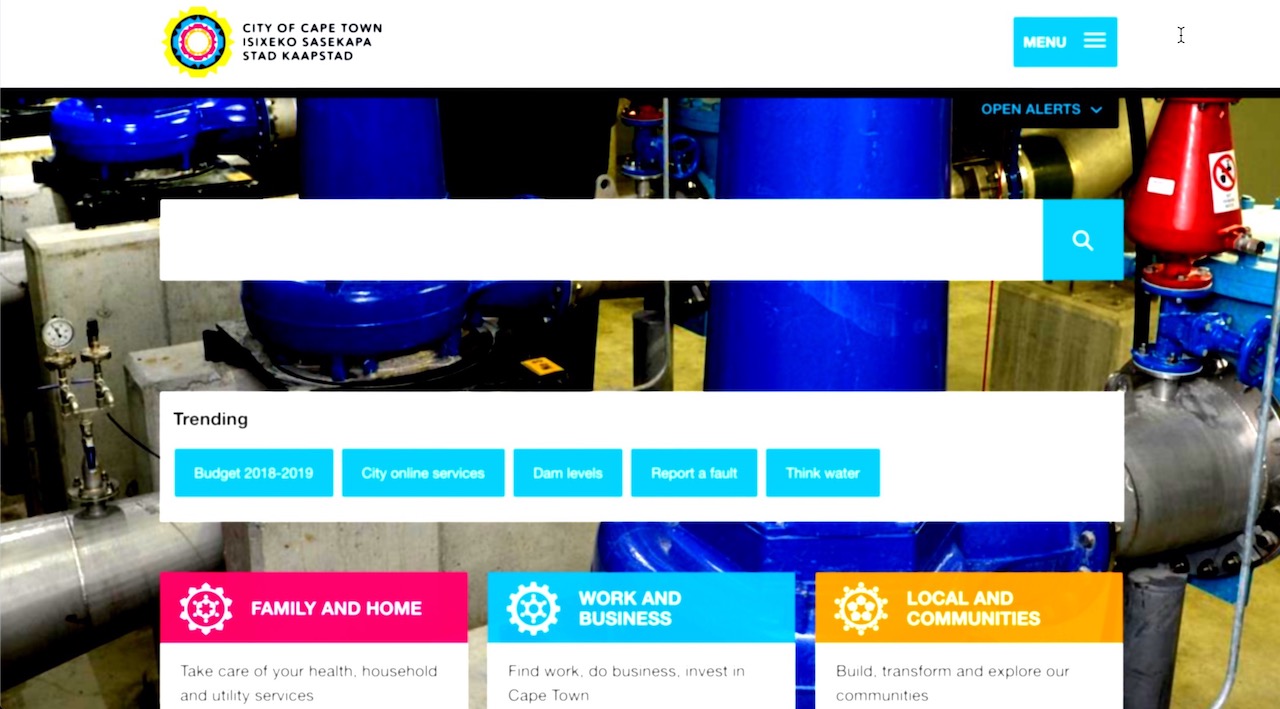 CITY OF CAPE TOWN
ISIXEKO SASEKAPA
STAD KAAPSTAD
MENU
OPEN ALERTS
Trending
Budget 2018-2019
City online services
Dam levels
Report a fault
Think water
FAMILY AND HOME
WORK AND
BUSINESS
LOCAL AND
COMMUNITIES
Take care of your health, household
and utility services
Find work, do business, invest in
Cape Town
Build, transform and explore our
communities